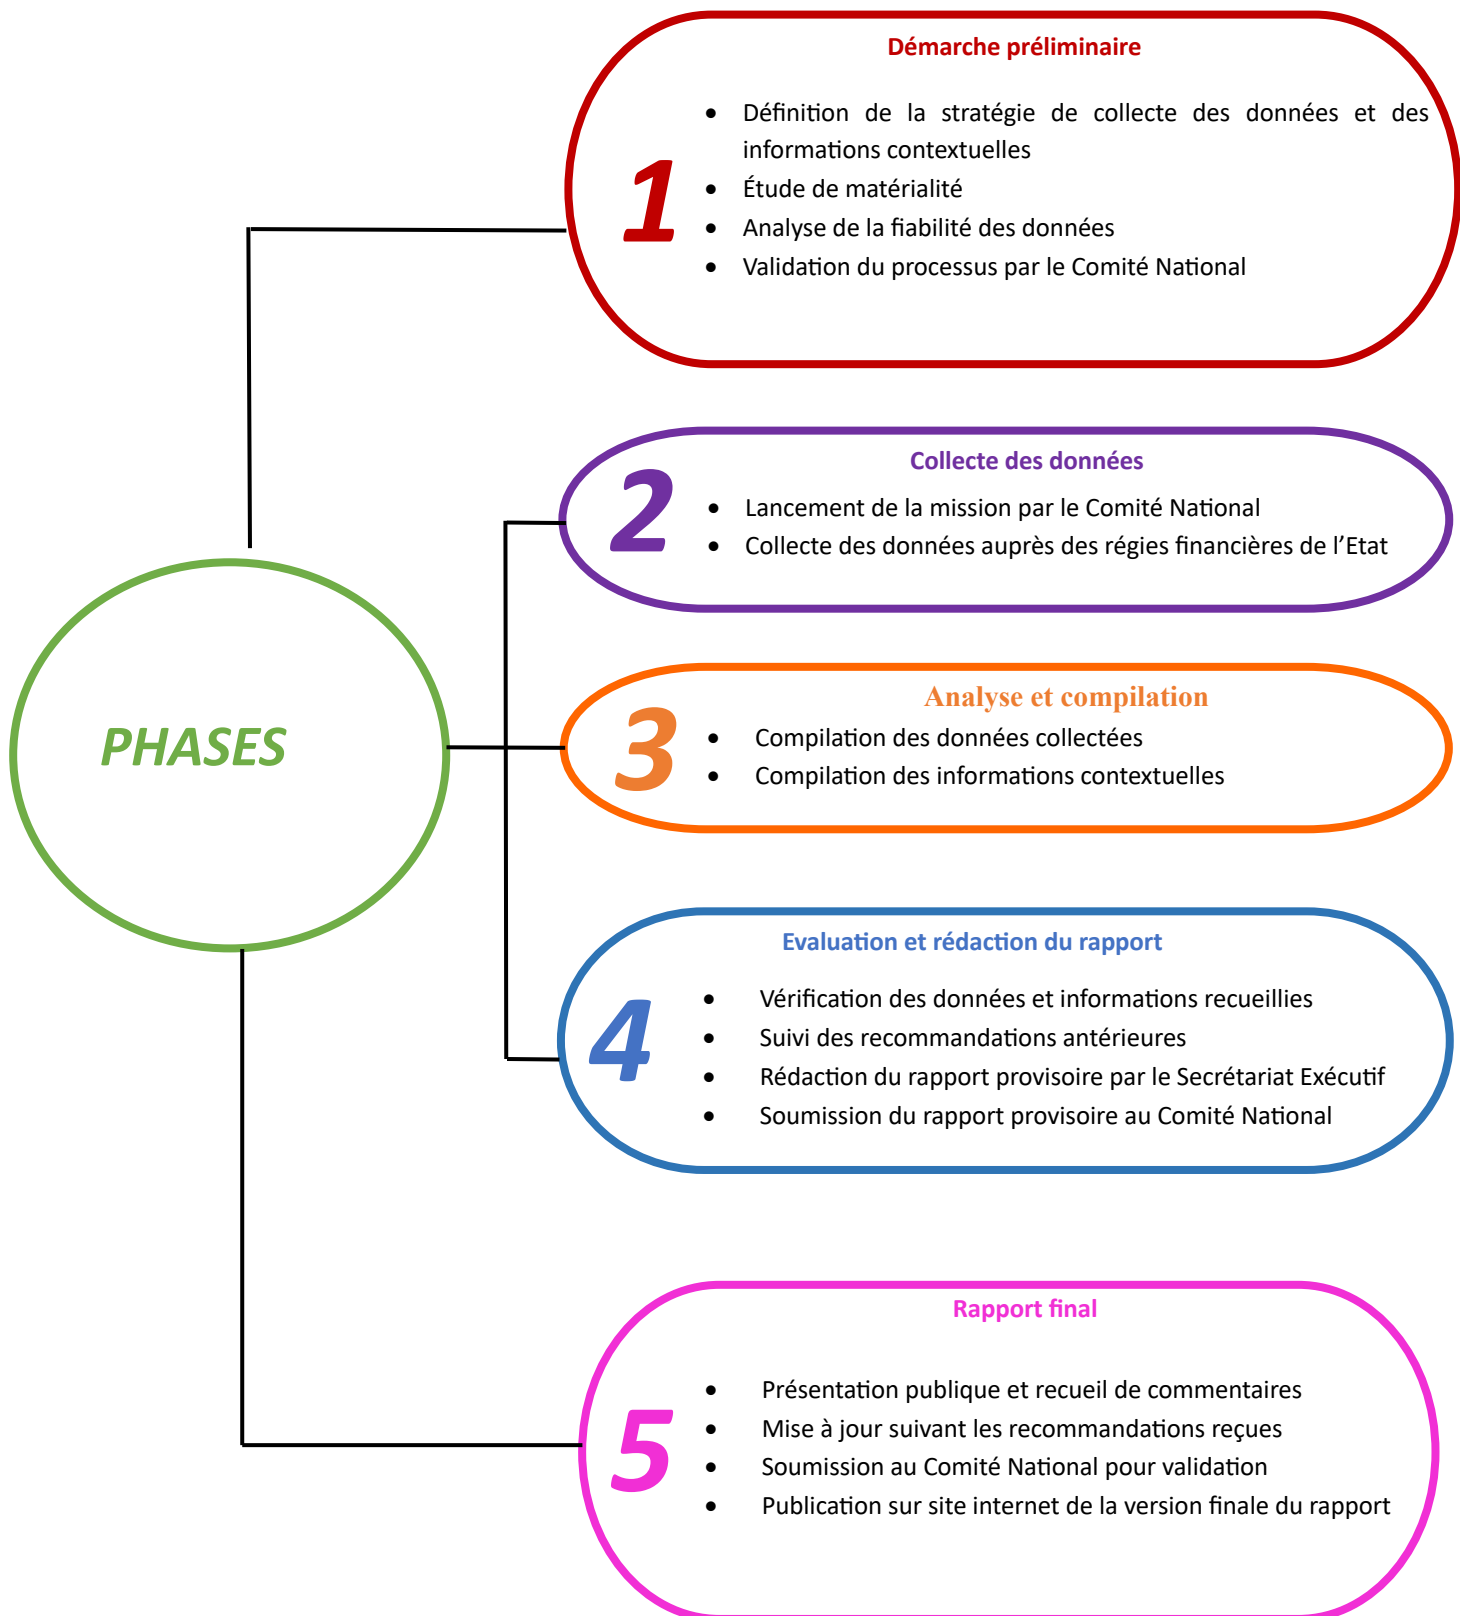 Démarche préliminaire
1
• Définition de la stratégie de collecte des données et des
informations contextuelles
• Étude de matérialité
• Analyse de la fiabilité des données
• Validation du processus par le Comité National
Collecte des données
2
• Lancement de la mission par le Comité National
• Collecte des données auprès des régies financières de l’Etat
PHASES
Analyse et compilation
3
• Compilation des données collectées
• Compilation des informations contextuelles
Evaluation et rédaction du rapport
4
• Vérification des données et informations recueillies
• Suivi des recommandations antérieures
• Rédaction du rapport provisoire par le Secrétariat Exécutif
• Soumission du rapport provisoire au Comité National
Rapport final
5
• Présentation publique et recueil de commentaires
• Mise à jour suivant les recommandations reçues
• Soumission au Comité National pour validation
• Publication sur site internet de la version finale du rapport